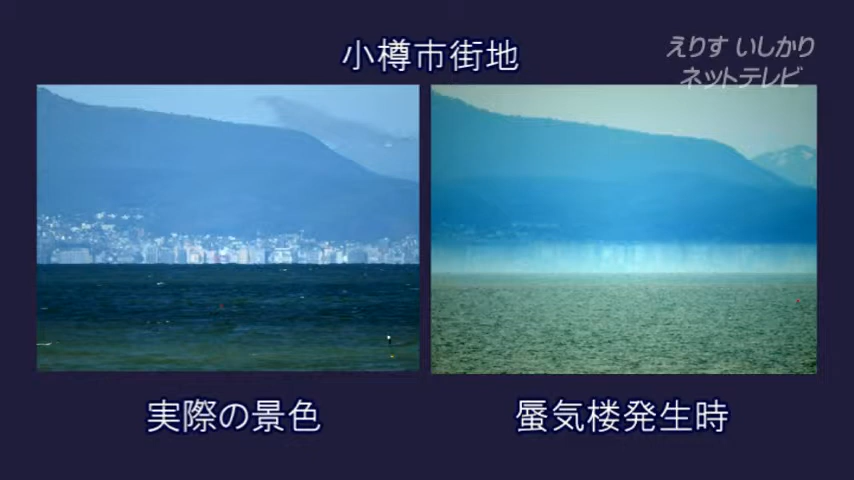 小樽市街地
えりす いしかり
ネットテレビ
実際の景色
蜃気楼発生時